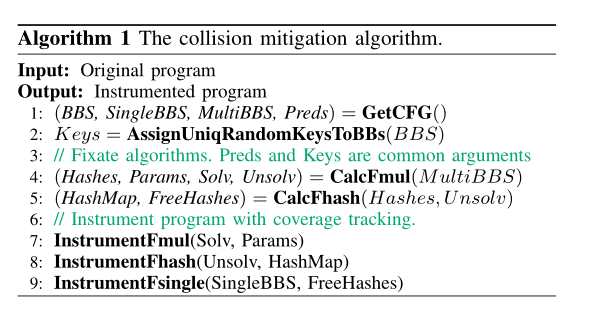 Algorithm 1 The collision mitigation algorithm.
Input: Original program
Output: Instrumented program
1: (BBS, SingleBBS, MultiBBS, Preds) = GetCFG()
2: Keys = AssignUniqRandomKeysToBBs(BBS)
3: // Fixate algorithms. Preds and Keys are common arguments
4: (Hashes, Params, Solv, Unsolv) = CalcFmul(MultiBBS)
5: (HashMap, FreeHashes) = CalcFhash(Hashes, Unsolv)
6: // Instrument program with coverage tracking.
7: InstrumentFmul(Solv, Params)
8: InstrumentFhash(Unsolv, HashMap)
9: InstrumentFsingle(SingleBBS, FreeHashes)